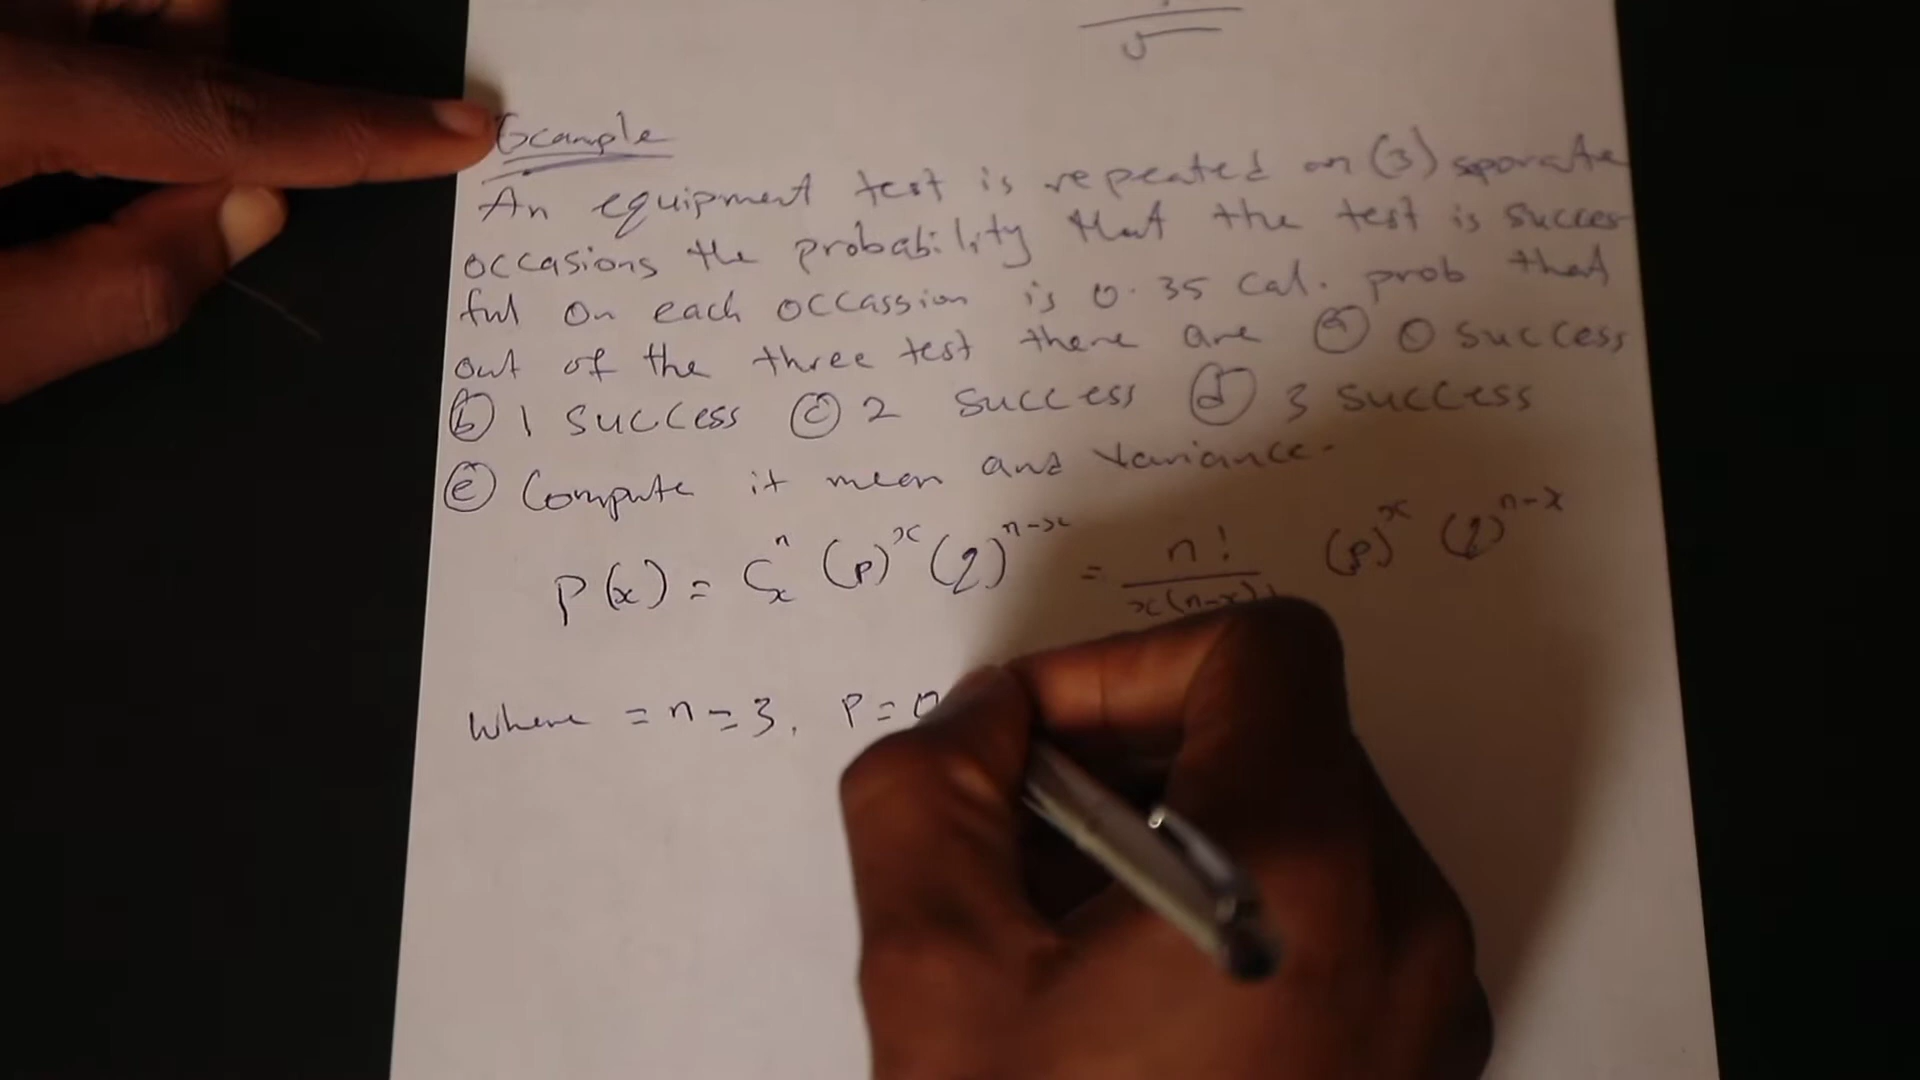 √
Example
An equipment test is repeated on (3) separate
occasions the probability that the test is succes-
ful on each occassion is 0.35 Cal. prob that
out of the three test there are (a) 0 success
(b) 1 success (c) 2 success (d) 3 success
(e) Compute it mean and variance.
P(x) = C^n_x (p)^x (q)^{n-x} = n!/x(n-x)! (p)^x (q)^{n-x}
Where = n = 3, P = 0